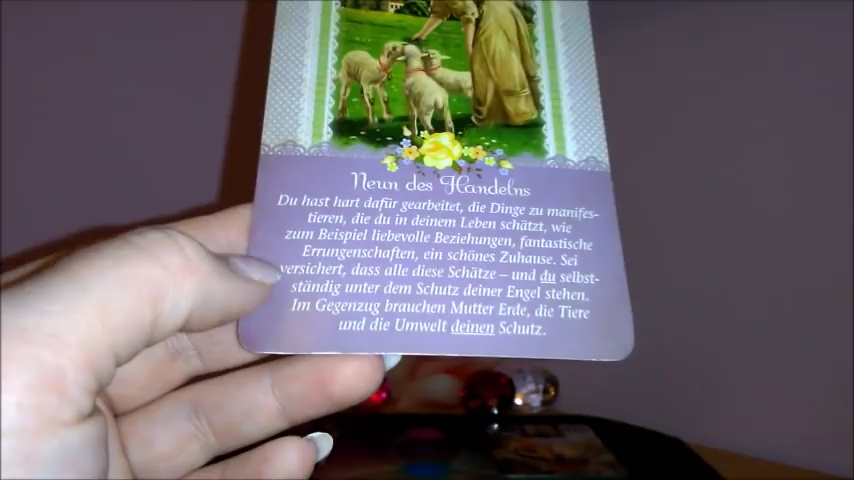 Neun des Handelns
Du hast hart dafür gearbeitet, die Dinge zu manifes-
tieren, die du in deinem Leben schätzt, wie
zum Beispiel liebevolle Beziehungen, fantastische
Errungenschaften, ein schönes Zuhause. Sei
versichert, dass alle diese Schätze – und du selbst-
ständig unter dem Schutz deiner Engel stehen.
Im Gegenzug brauchen Mutter Erde, die Tiere
und die Umwelt deinen Schutz.